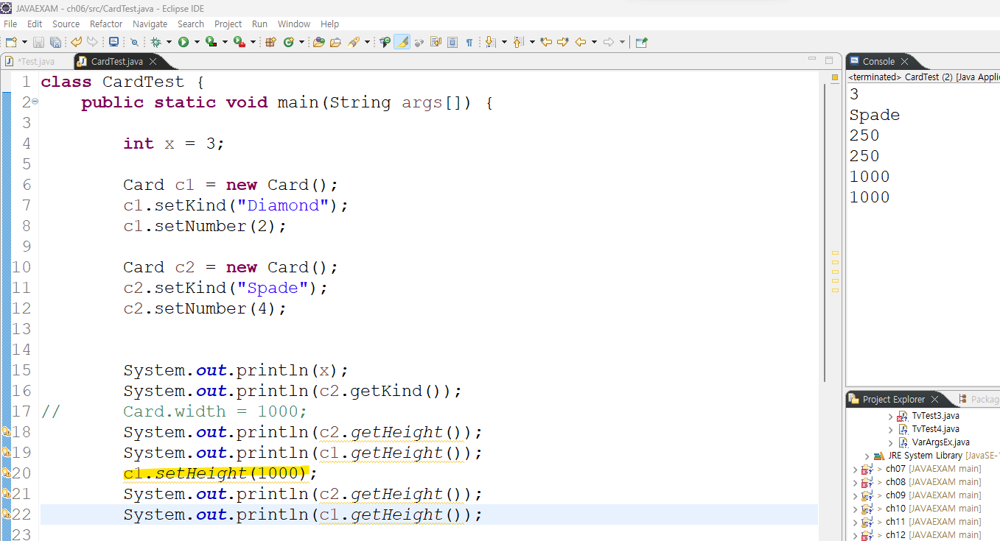 JAVAEXAM - ch06/src/CardTest.java - Eclipse IDE
File Edit Source Refactor Navigate Search Project Run Window Help
*Test.java CardTest.java
1 class CardTest {
2 public static void main(String args[]) {
3
4 int x = 3;
5
6 Card c1 = new Card();
7 c1.setKind("Diamond");
8 c1.setNumber(2);
9
10 Card c2 = new Card();
11 c2.setKind("Spade");
12 c2.setNumber(4);
13
14
15 System.out.println(x);
16 System.out.println(c2.getKind());
17 // Card.width = 1000;
18 System.out.println(c2.getHeight());
19 System.out.println(c1.getHeight());
20 c1.setHeight(1000);
21 System.out.println(c2.getHeight());
22 System.out.println(c1.getHeight());
23
Console
<terminated> CardTest (2) [Java Applic
3
Spade
250
250
1000
1000
Project Explorer Packag
TvTest3.java
TvTest4.java
VarArgsEx.java
JRE System Library [JavaSE-1
> ch07 [JAVAEXAM main]
> ch08 [JAVAEXAM main]
> ch09 [JAVAEXAM main]
> ch10 [JAVAEXAM main]
> ch11 [JAVAEXAM main]
> ch12 [JAVAEXAM main]